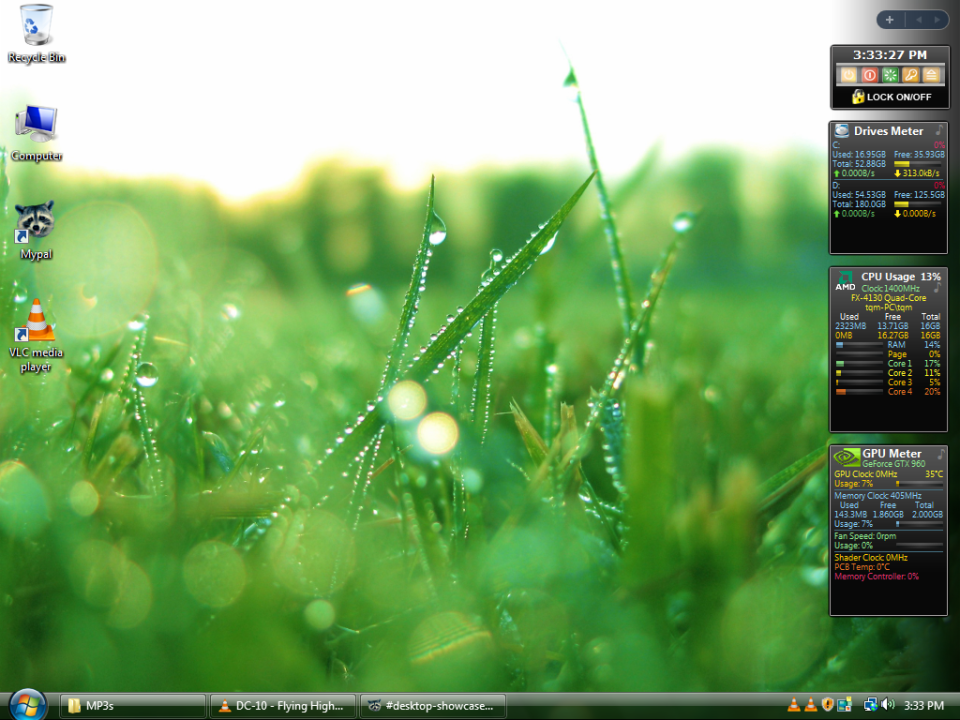 Recycle Bin
Computer
Mypal
VLC media
player
3:33:27 PM
LOCK ON/OFF
Drives Meter
C: 0%
Used: 16.95GB Free: 35.93GB
Total: 52.88GB
0.000B/s 313.0kB/s
D: 0%
Used: 54.53GB Free: 125.5GB
Total: 180.0GB
0.000B/s 0.000B/s
CPU Usage 13%
AMD Clock: 1400MHz
FX-4130 Quad-Core
tqm-PC\tqm
Used Free Total
2323MB 13.71GB 16GB
0MB 16.27GB 16GB
RAM 14%
Page 0%
Core 1 17%
Core 2 11%
Core 3 5%
Core 4 20%
GPU Meter
GeForce GTX 960
GPU Clock: 0MHz 35°C
Usage: 7%
Memory Clock: 405MHz
Used Free Total
143.3MB 1.860GB 2.000GB
Usage: 7%
Fan Speed: 0rpm
Usage: 0%
Shader Clock: 0MHz
PCB Temp: 0°C
Memory Controller: 0%
MP3s
DC-10 - Flying High...
#desktop-showcase...
3:33 PM